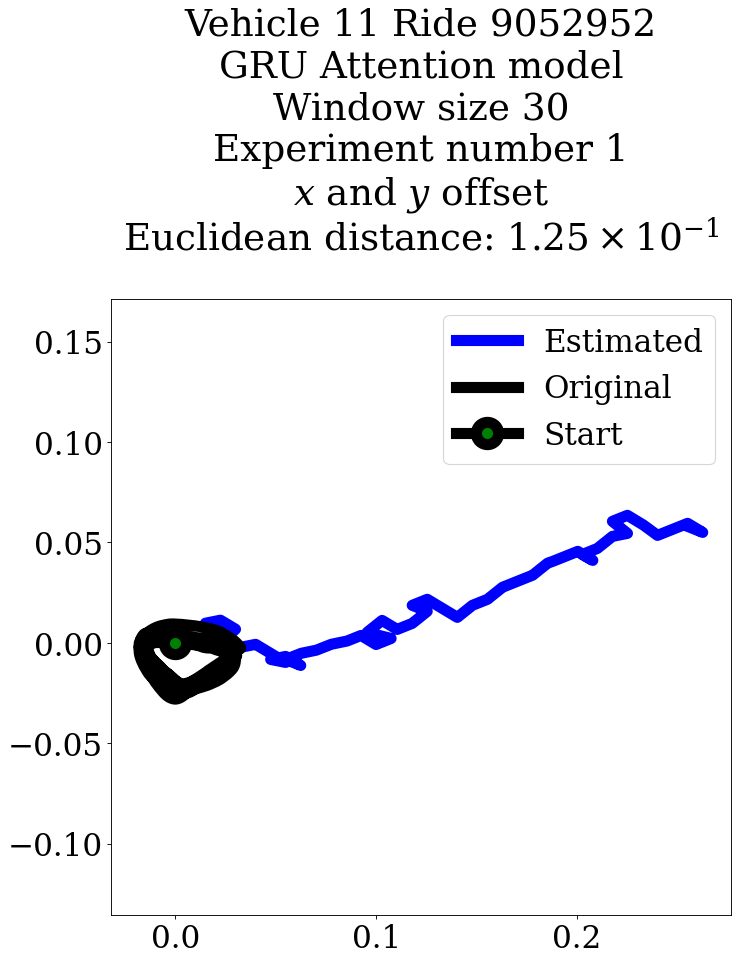 Vehicle 11 Ride 9052952
GRU Attention model
Window size 30
Experiment number 1
x and y offset
Euclidean distance: 1.25 × 10⁻¹
Estimated
Original
Start
0.15
0.10
0.05
0.00
−0.05
−0.10
0.0
0.1
0.2